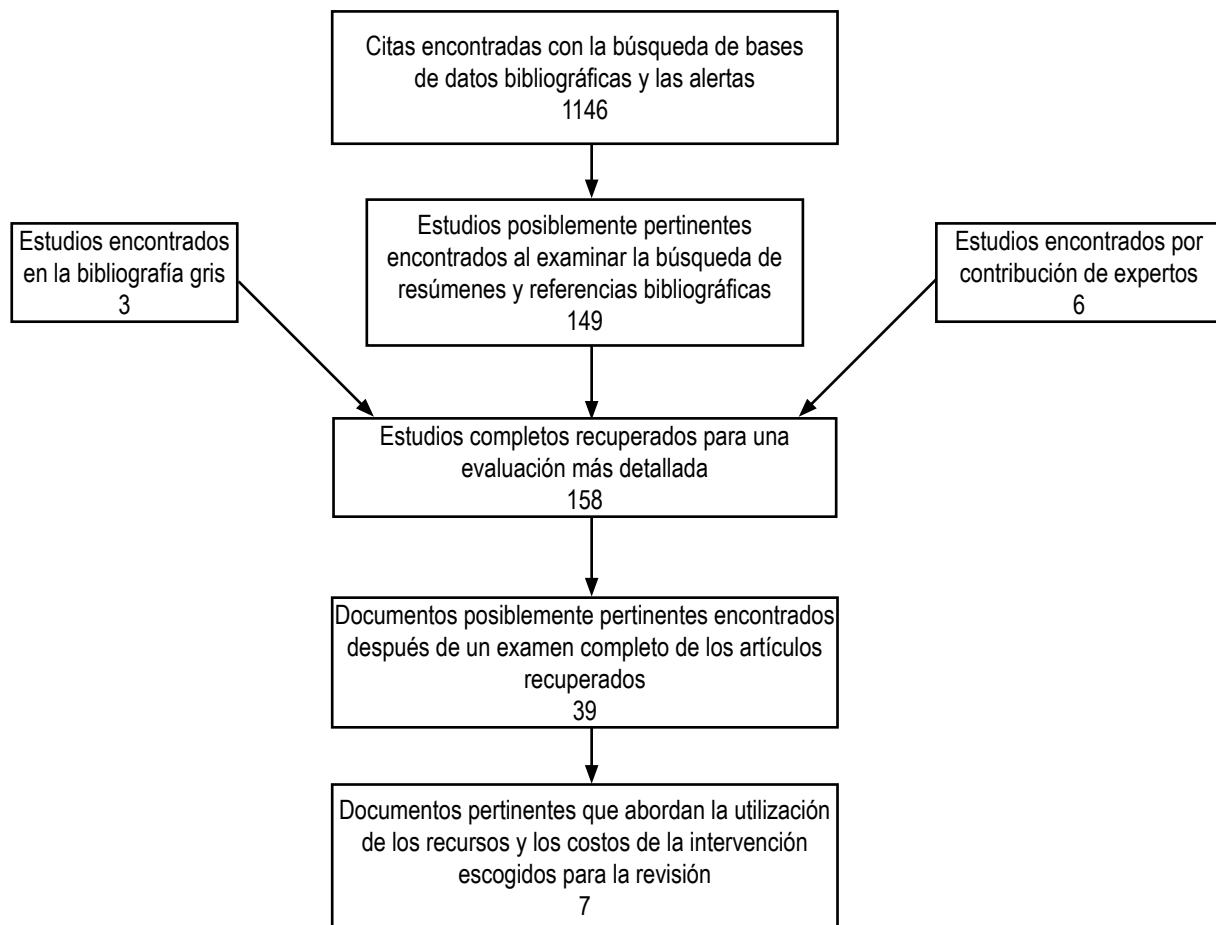 Citas encontradas con la búsqueda de bases
de datos bibliográficas y las alertas
1146
Estudios posiblemente pertinentes
encontrados al examinar la búsqueda de
resúmenes y referencias bibliográficas
149
Estudios encontrados
en la bibliografía gris
3
Estudios encontrados por
contribución de expertos
6
Estudios completos recuperados para una
evaluación más detallada
158
Documentos posiblemente pertinentes encontrados
después de un examen completo de los artículos
recuperados
39
Documentos pertinentes que abordan la utilización
de los recursos y los costos de la intervención
escogidos para la revisión
7